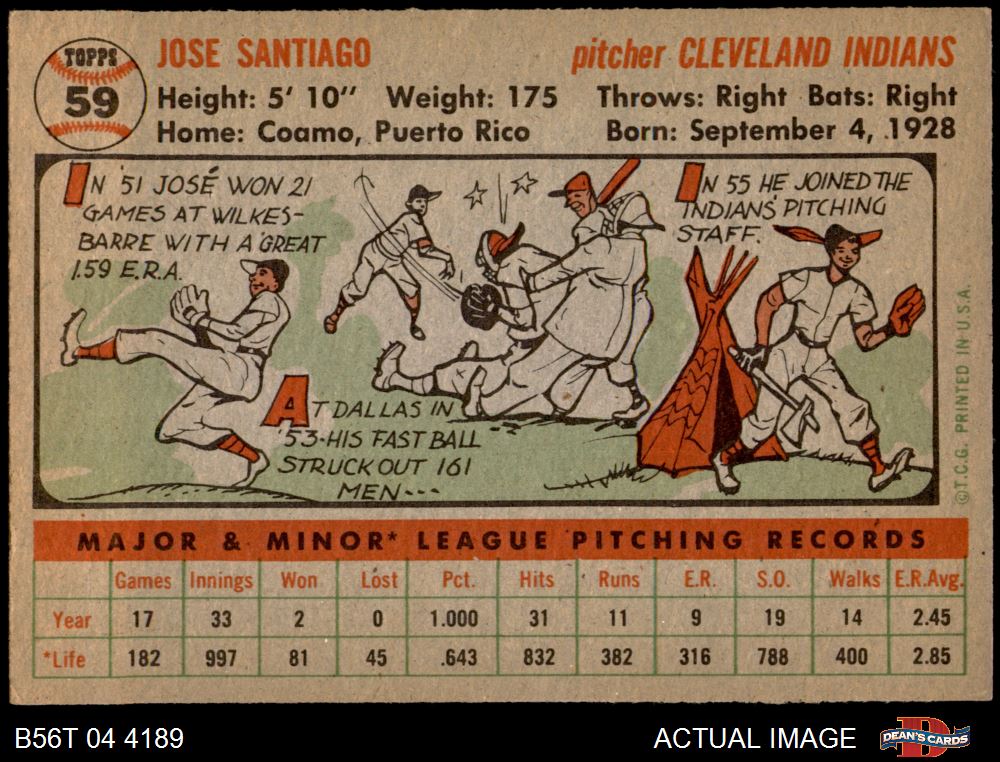 TOPPS
59
JOSE SANTIAGO
pitcher CLEVELAND INDIANS
Height: 5' 10" Weight: 175 Throws: Right Bats: Right
Home: Coamo, Puerto Rico Born: September 4, 1928
IN '51 JOSÉ WON 21
GAMES AT WILKES-
BARRE WITH A GREAT
1.59 E.R.A.
AT DALLAS IN
'53-HIS FAST BALL
STRUCK OUT 161
MEN---
IN 55 HE JOINED THE
INDIANS' PITCHING
STAFF.
©T.C.G. PRINTED IN U.S.A.
MAJOR & MINOR* LEAGUE PITCHING RECORDS
Games Innings Won Lost Pct. Hits Runs E.R. S.O. Walks E.R.Avg.
Year 17 33 2 0 1.000 31 11 9 19 14 2.45
*Life 182 997 81 45 .643 832 382 316 788 400 2.85
B56T 04 4189
ACTUAL IMAGE
D
DEAN'S CARDS